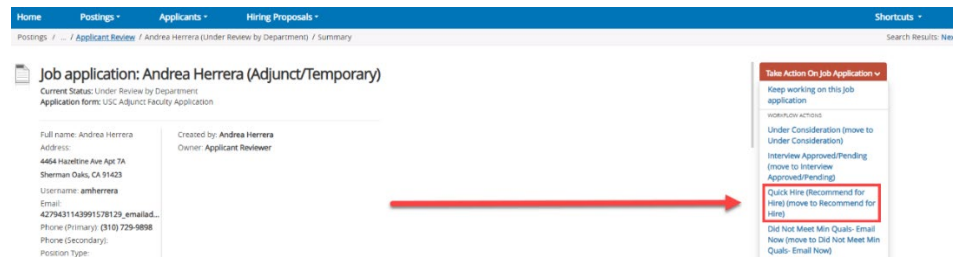 Home Postings Applicants Hiring Proposals Shortcuts
Postings / ... / Applicant Review / Andrea Herrera (Under Review by Department) / Summary Search Results:
Job application: Andrea Herrera (Adjunct/Temporary)
Current Status: Under Review by Department
Application form: USC Adjunct Faculty Application
Full name: Andrea Herrera
Address:
4464 Hazeltine Ave Apt 7A
Sherman Oaks, CA 91423
Username: amherrera
Email:
4279431143991578129_emailad...
Phone (Primary): (310) 729-9898
Phone (Secondary):
Position Type:
Created by: Andrea Herrera
Owner: Applicant Reviewer
Take Action On Job Application
Keep working on this Job
application
WORKFLOW ACTIONS
Under Consideration (move to
Under Consideration)
Interview Approved/Pending
(move to Interview
Approved/Pending)
Quick Hire (Recommend for
Hire) (move to Recommend for
Hire)
Did Not Meet Min Quals- Email
Now (move to Did Not Meet Min
Quals- Email Now)